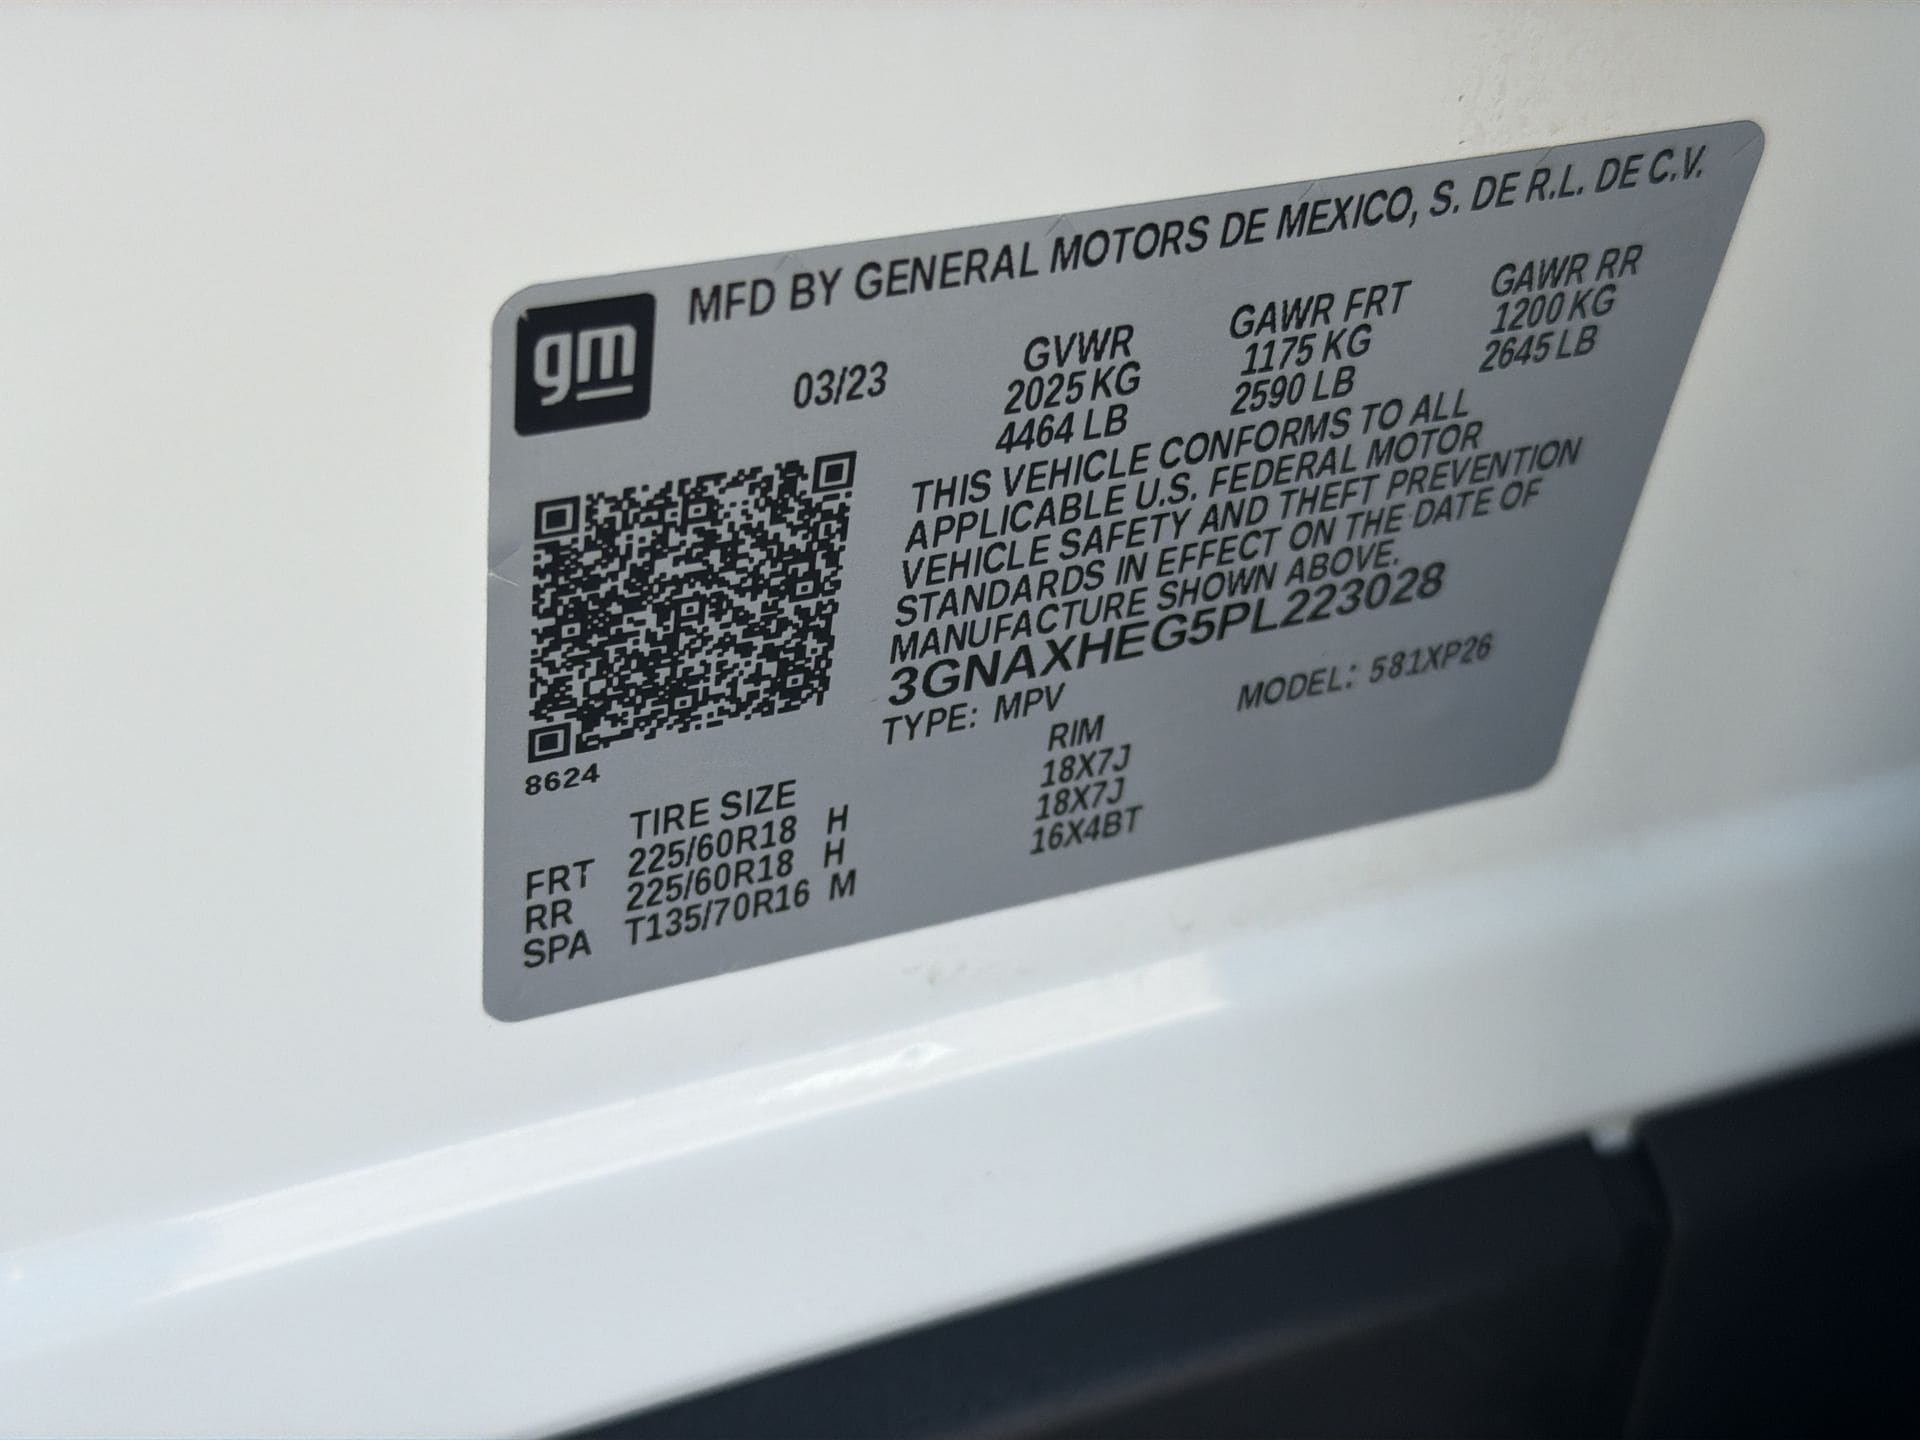 gm
MFD BY GENERAL MOTORS DE MEXICO, S. DE R.L. DE C.V.
03/23 GVWR GAWR FRT GAWR RR
2025 KG 1175 KG 1200 KG
4464 LB 2590 LB 2645 LB
THIS VEHICLE CONFORMS TO ALL
APPLICABLE U.S. FEDERAL MOTOR
VEHICLE SAFETY AND THEFT PREVENTION
STANDARDS IN EFFECT ON THE DATE OF
MANUFACTURE SHOWN ABOVE.
3GNAXHEG5PL223028
TYPE: MPV MODEL: 581XP26
8624
TIRE SIZE RIM
FRT 225/60R18 H 18X7J
RR 225/60R18 H 18X7J
SPA T135/70R16 M 16X4BT